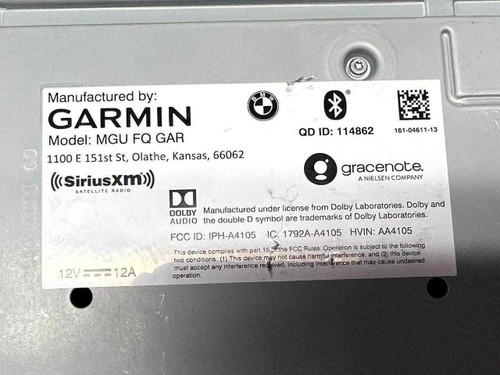 Manufactured by:
GARMIN
Model: MGU FQ GAR
1100 E 151st St, Olathe, Kansas, 66062
BMW
QD ID: 114862
161-04611-13
SiriusXM
SATELLITE RADIO
gracenote.
A NIELSEN COMPANY
DOLBY
AUDIO
Manufactured under license from Dolby Laboratories. Dolby and
the double-D symbol are trademarks of Dolby Laboratories.
FCC ID: IPH-A4105 IC: 1792A-A4105 HVIN: AA4105
This device complies with part 15 of the FCC Rules. Operation is subject to the following
two conditions. (1) This device may not cause harmful interference, and (2) this device
must accept any interference received, including interference that may cause undesired
operation.
12V 12A